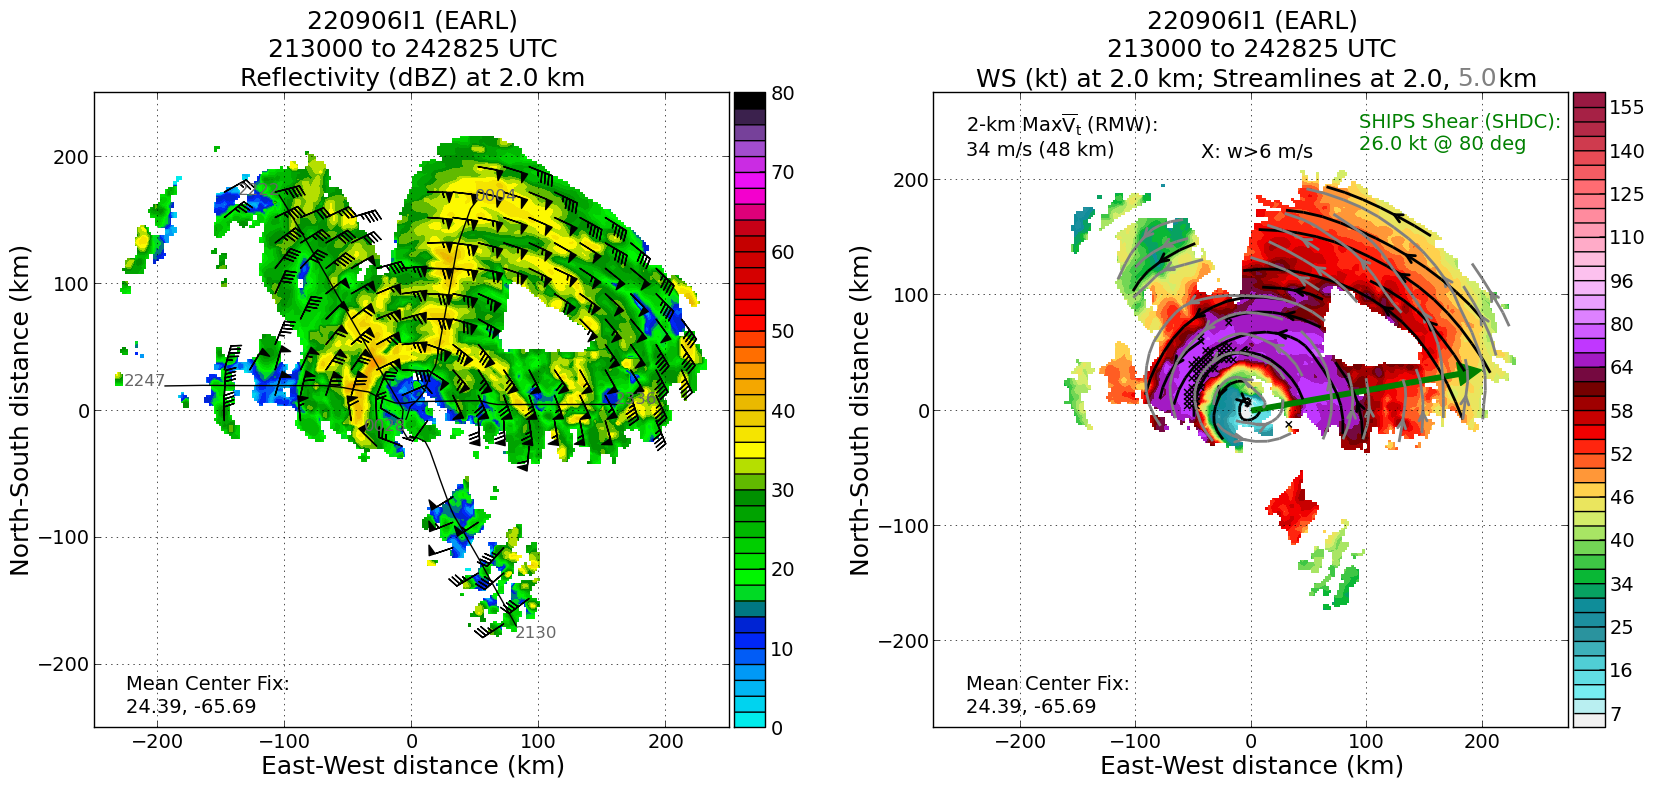 220906I1 (EARL)
213000 to 242825 UTC
Reflectivity (dBZ) at 2.0 km
North-South distance (km)
200
100
0
−100
−200
0004
2247
2130
Mean Center Fix:
24.39, -65.69
−200 −100 0 100 200
East-West distance (km)
80
70
60
50
40
30
20
10
0
220906I1 (EARL)
213000 to 242825 UTC
WS (kt) at 2.0 km; Streamlines at 2.0, 5.0km
North-South distance (km)
200
100
0
−100
−200
2-km MaxV̅t (RMW):
34 m/s (48 km)
X: w>6 m/s
SHIPS Shear (SHDC):
26.0 kt @ 80 deg
Mean Center Fix:
24.39, -65.69
−200 −100 0 100 200
East-West distance (km)
155
140
125
110
96
80
64
58
52
46
40
34
25
16
7